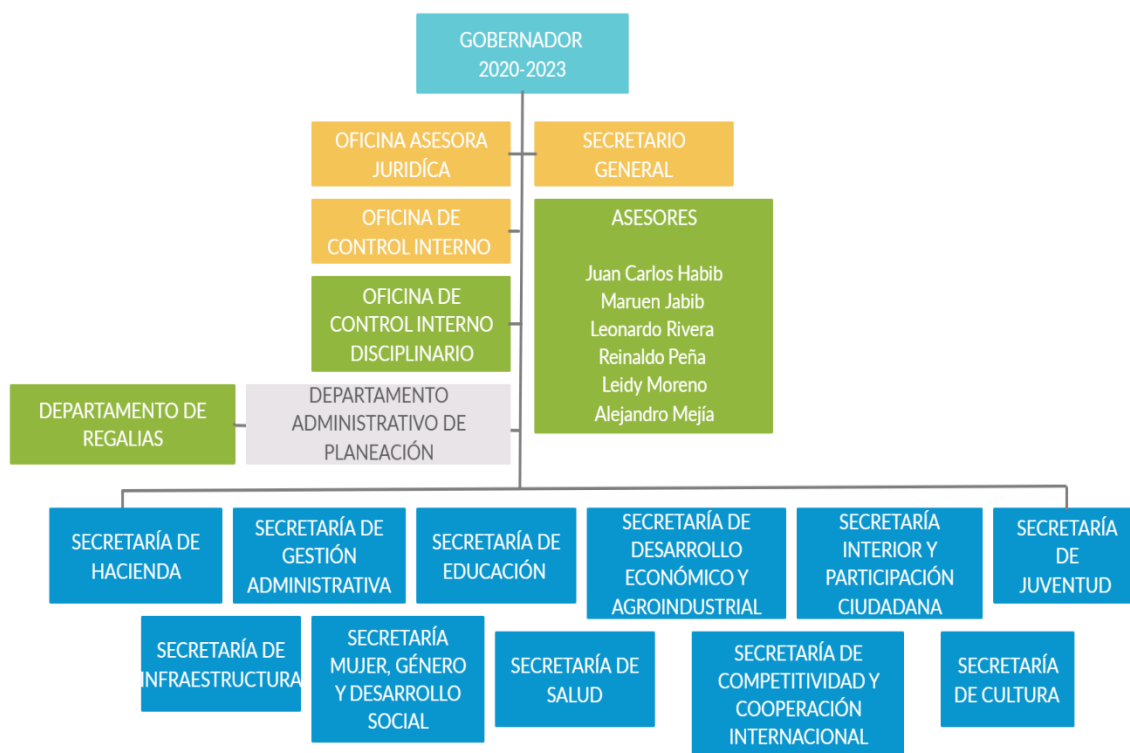 GOBERNADOR
2020-2023
OFICINA ASESORA
JURIDÍCA
SECRETARIO
GENERAL
OFICINA DE
CONTROL INTERNO
ASESORES
Juan Carlos Habib
Maruen Jabib
Leonardo Rivera
Reinaldo Peña
Leidy Moreno
Alejandro Mejía
OFICINA DE
CONTROL INTERNO
DISCIPLINARIO
DEPARTAMENTO DE
REGALIAS
DEPARTAMENTO
ADMINISTRATIVO DE
PLANEACIÓN
SECRETARÍA DE
HACIENDA
SECRETARÍA DE
GESTIÓN
ADMINISTRATIVA
SECRETARÍA DE
EDUCACIÓN
SECRETARÍA DE
DESARROLLO
ECONÓMICO Y
AGROINDUSTRIAL
SECRETARÍA
INTERIOR Y
PARTICIPACIÓN
CIUDADANA
SECRETARÍA
DE
JUVENTUD
SECRETARÍA DE
INFRAESTRUCTURA
SECRETARÍA
MUJER, GÉNERO
Y DESARROLLO
SOCIAL
SECRETARÍA DE
SALUD
SECRETARÍA DE
COMPETITIVIDAD Y
COOPERACIÓN
INTERNACIONAL
SECRETARÍA
DE CULTURA